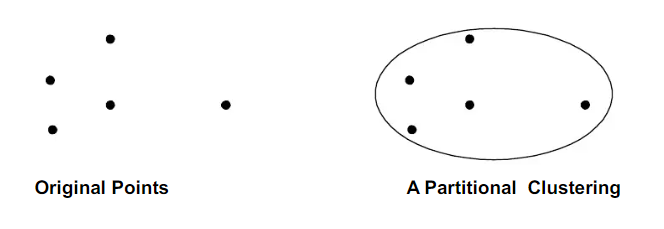 Original Points
A Partitional Clustering